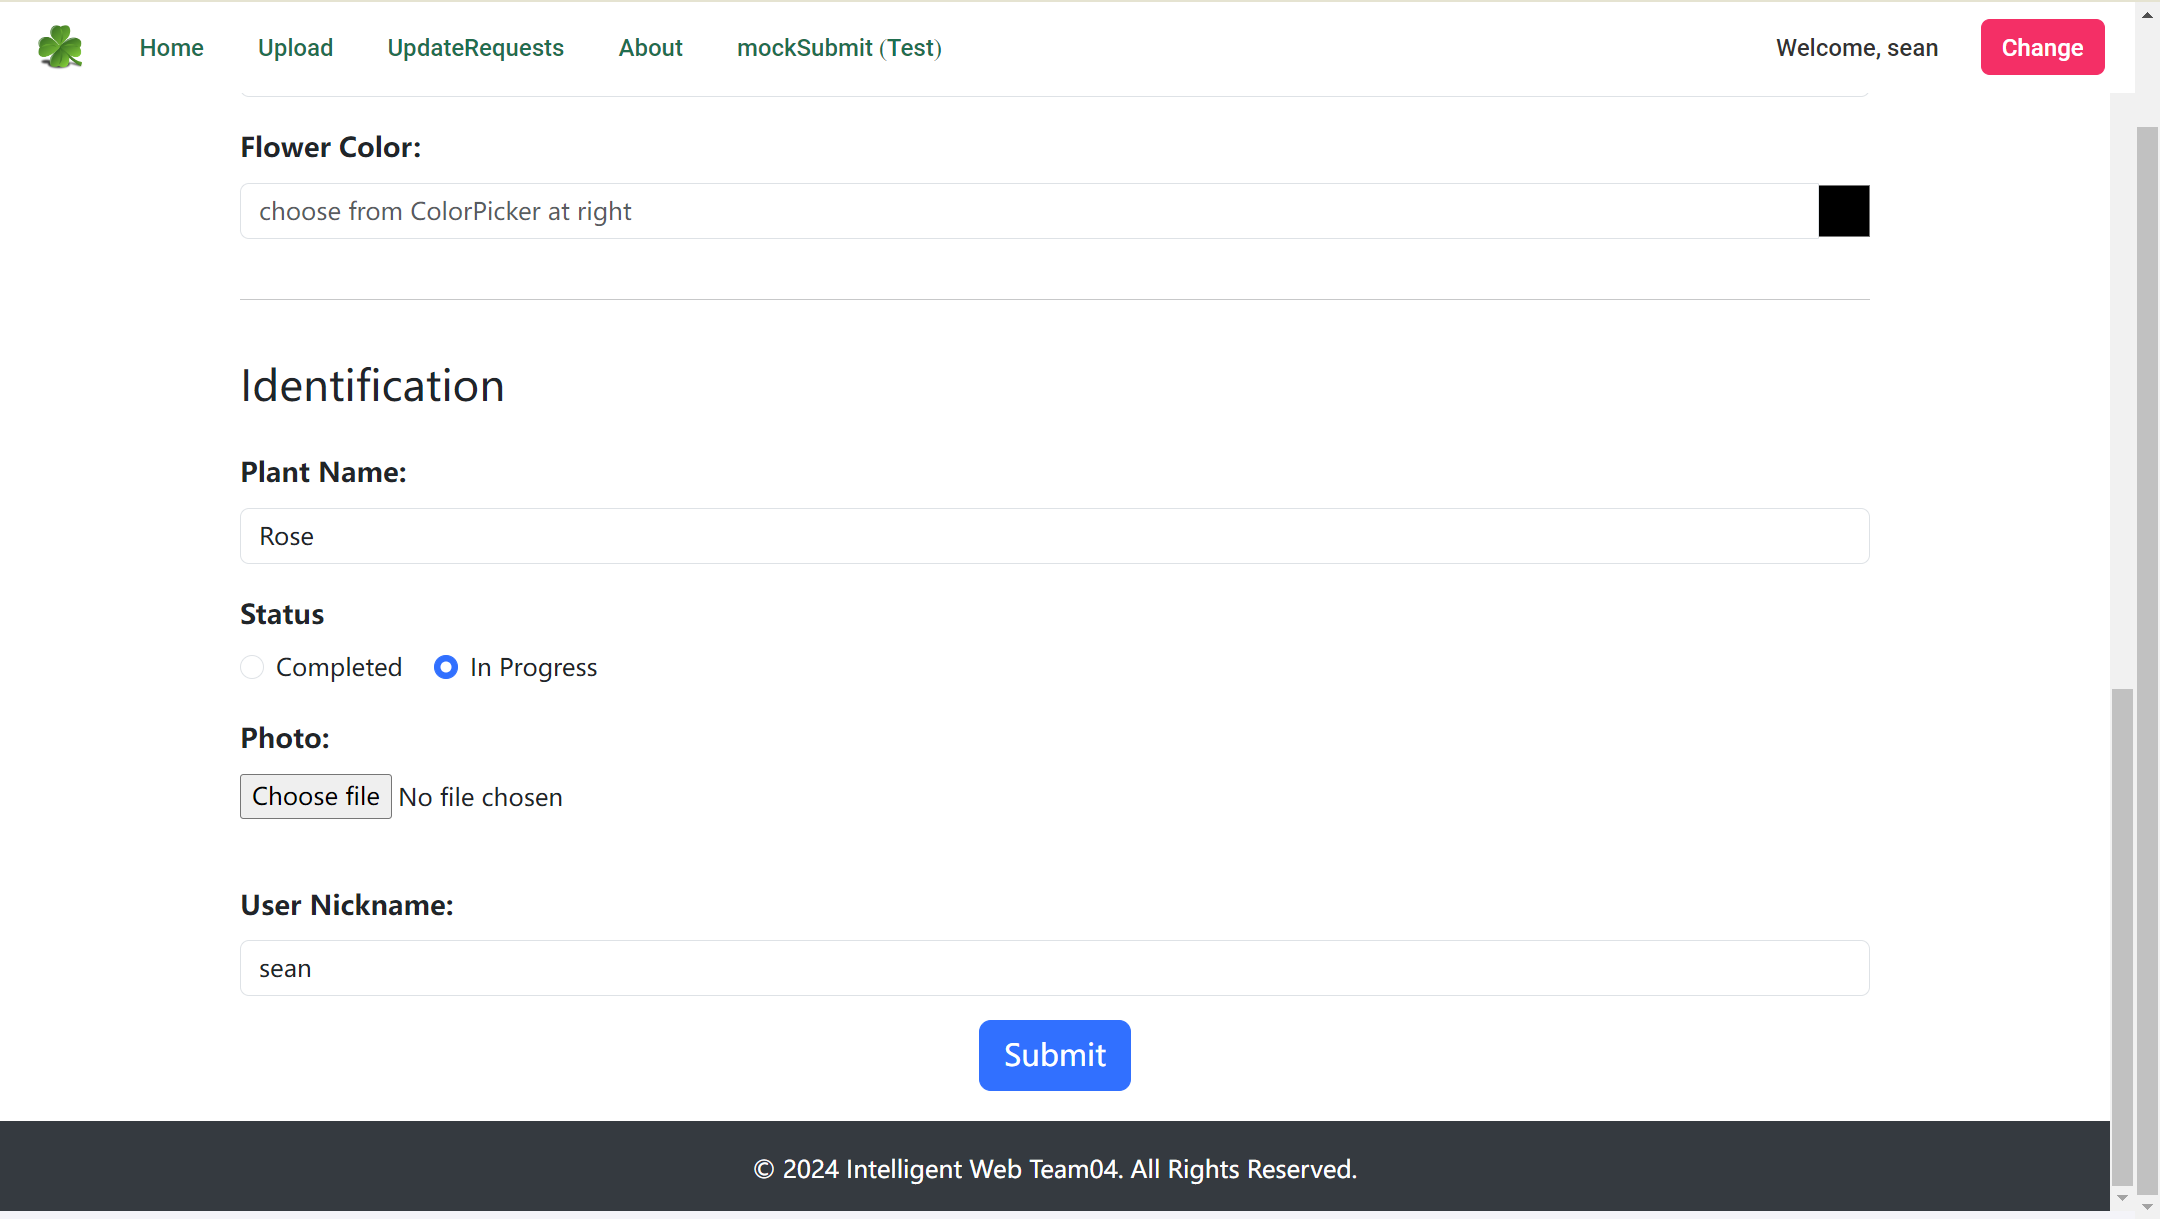 Home Upload UpdateRequests About mockSubmit (Test) Welcome, sean Change
Flower Color:
choose from ColorPicker at right
Identification
Plant Name:
Rose
Status
Completed In Progress
Photo:
Choose file No file chosen
User Nickname:
sean
Submit
© 2024 Intelligent Web Team04. All Rights Reserved.